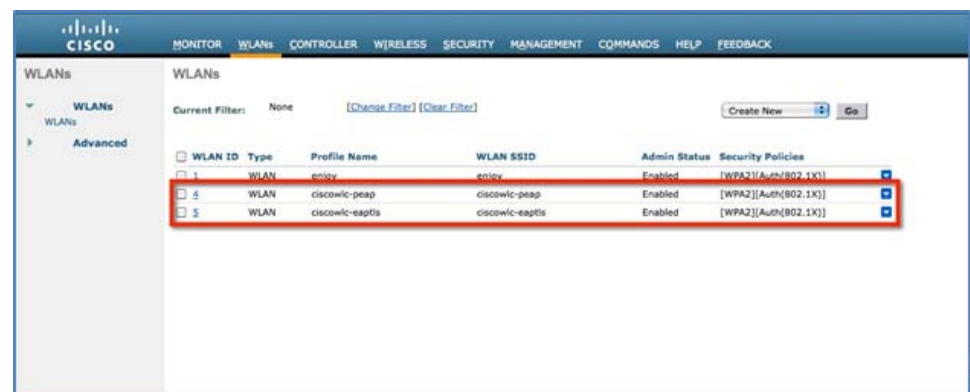 CISCO
MONITOR WLANs CONTROLLER WIRELESS SECURITY MANAGEMENT COMMANDS HELP FEEDBACK
WLANs
WLANs
WLANs
Advanced
WLANs
Current Filter: None [Change Filter] [Clear Filter]
Create New Go
WLAN ID Type Profile Name WLAN SSID Admin Status Security Policies
1 WLAN enjoy enjoy Enabled [WPA2][Auth(802.1X)]
4 WLAN ciscowlc-peap ciscowlc-peap Enabled [WPA2][Auth(802.1X)]
5 WLAN ciscowlc-eaptls ciscowlc-eaptls Enabled [WPA2][Auth(802.1X)]